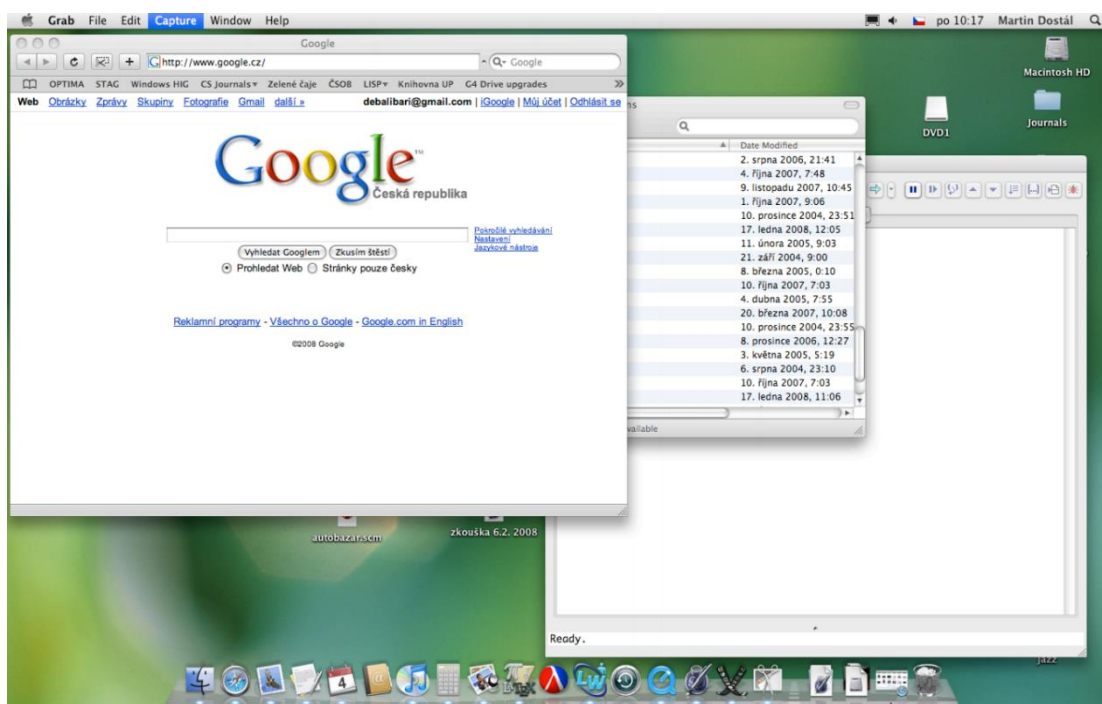 Grab File Edit Capture Window Help po 10:17 Martin Dostál
Google
http://www.google.cz/ Google
OPTIMA STAG Windows HIG CS Journals Zelené čaje ČSOB LISP Knihovna UP G4 Drive upgrades
Web Obrázky Zprávy Skupiny Fotografie Gmail další » debalibari@gmail.com | iGoogle | Můj účet | Odhlásit se
Google™
Česká republika
Pokročilé vyhledávání
Nastavení
Jazykové nástroje
Vyhledat Googlem Zkusím štěstí
Prohledat Web Stránky pouze česky
Reklamní programy - Všechno o Google - Google.com in English
©2008 Google
ns
Date Modified
2. srpna 2006, 21:41
4. října 2007, 7:48
9. listopadu 2007, 10:45
1. října 2007, 9:06
10. prosince 2004, 23:51
17. ledna 2008, 12:05
11. února 2005, 9:03
21. září 2004, 9:00
8. března 2005, 0:10
10. října 2007, 7:03
4. dubna 2005, 7:55
20. března 2007, 10:08
10. prosince 2004, 23:55
8. prosince 2006, 12:27
3. května 2005, 5:19
6. srpna 2004, 23:10
10. října 2007, 7:03
17. ledna 2008, 11:06
vailable
Macintosh HD
DVD1
Journals
autobazar.scm
zkouška 6.2. 2008
Ready.
Jazz
4
TEX
LW